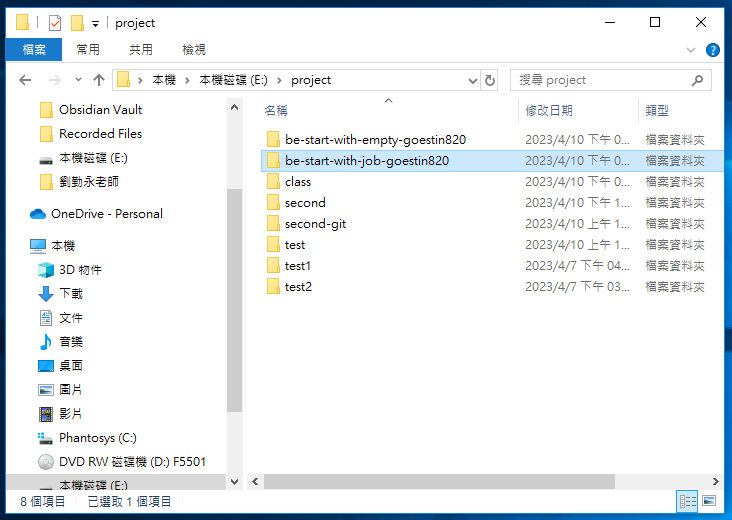 project
檔案 常用 共用 檢視
本機 本機磁碟 (E:) project 搜尋 project
Obsidian Vault
Recorded Files
本機磁碟 (E:)
劉勤永老師
OneDrive - Personal
本機
3D 物件
下載
文件
音樂
桌面
圖片
影片
Phantosys (C:)
DVD RW 磁碟機 (D:) F5501
本機磁碟 (E:)
名稱 修改日期 類型
be-start-with-empty-goestin820 2023/4/10 下午 0... 檔案資料夾
be-start-with-job-goestin820 2023/4/10 下午 0... 檔案資料夾
class 2023/4/10 下午 0... 檔案資料夾
second 2023/4/10 下午 1... 檔案資料夾
second-git 2023/4/10 上午 1... 檔案資料夾
test 2023/4/10 上午 1... 檔案資料夾
test1 2023/4/7 下午 04... 檔案資料夾
test2 2023/4/7 下午 03... 檔案資料夾
8 個項目 已選取 1 個項目